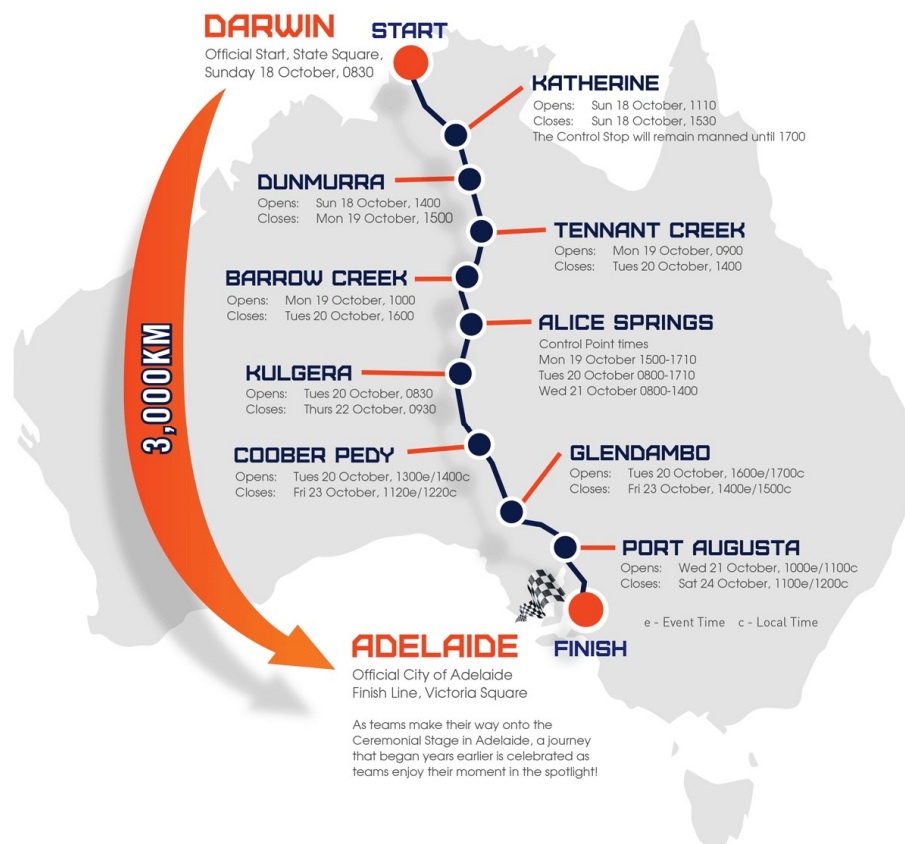 DARWIN
Official Start, State Square,
Sunday 18 October, 0830
START
KATHERINE
Opens: Sun 18 October, 1110
Closes: Sun 18 October, 1530
The Control Stop will remain manned until 1700
DUNMURRA
Opens: Sun 18 October, 1400
Closes: Mon 19 October, 1500
TENNANT CREEK
Opens: Mon 19 October, 0900
Closes: Tues 20 October, 1400
BARROW CREEK
Opens: Mon 19 October, 1000
Closes: Tues 20 October, 1600
ALICE SPRINGS
Control Point times
Mon 19 October 1500-1710
Tues 20 October 0800-1710
Wed 21 October 0800-1400
3,000KM
KULGERA
Opens: Tues 20 October, 0830
Closes: Thurs 22 October, 0930
COOBER PEDY
Opens: Tues 20 October, 1300e/1400c
Closes: Fri 23 October, 1120e/1220c
GLENDAMBO
Opens: Tues 20 October, 1600e/1700c
Closes: Fri 23 October, 1400e/1500c
PORT AUGUSTA
Opens: Wed 21 October, 1000e/1100c
Closes: Sat 24 October, 1100e/1200c
e - Event Time c - Local Time
FINISH
ADELAIDE
Official City of Adelaide
Finish Line, Victoria Square
As teams make their way onto the
Ceremonial Stage in Adelaide, a journey
that began years earlier is celebrated as
teams enjoy their moment in the spotlight!